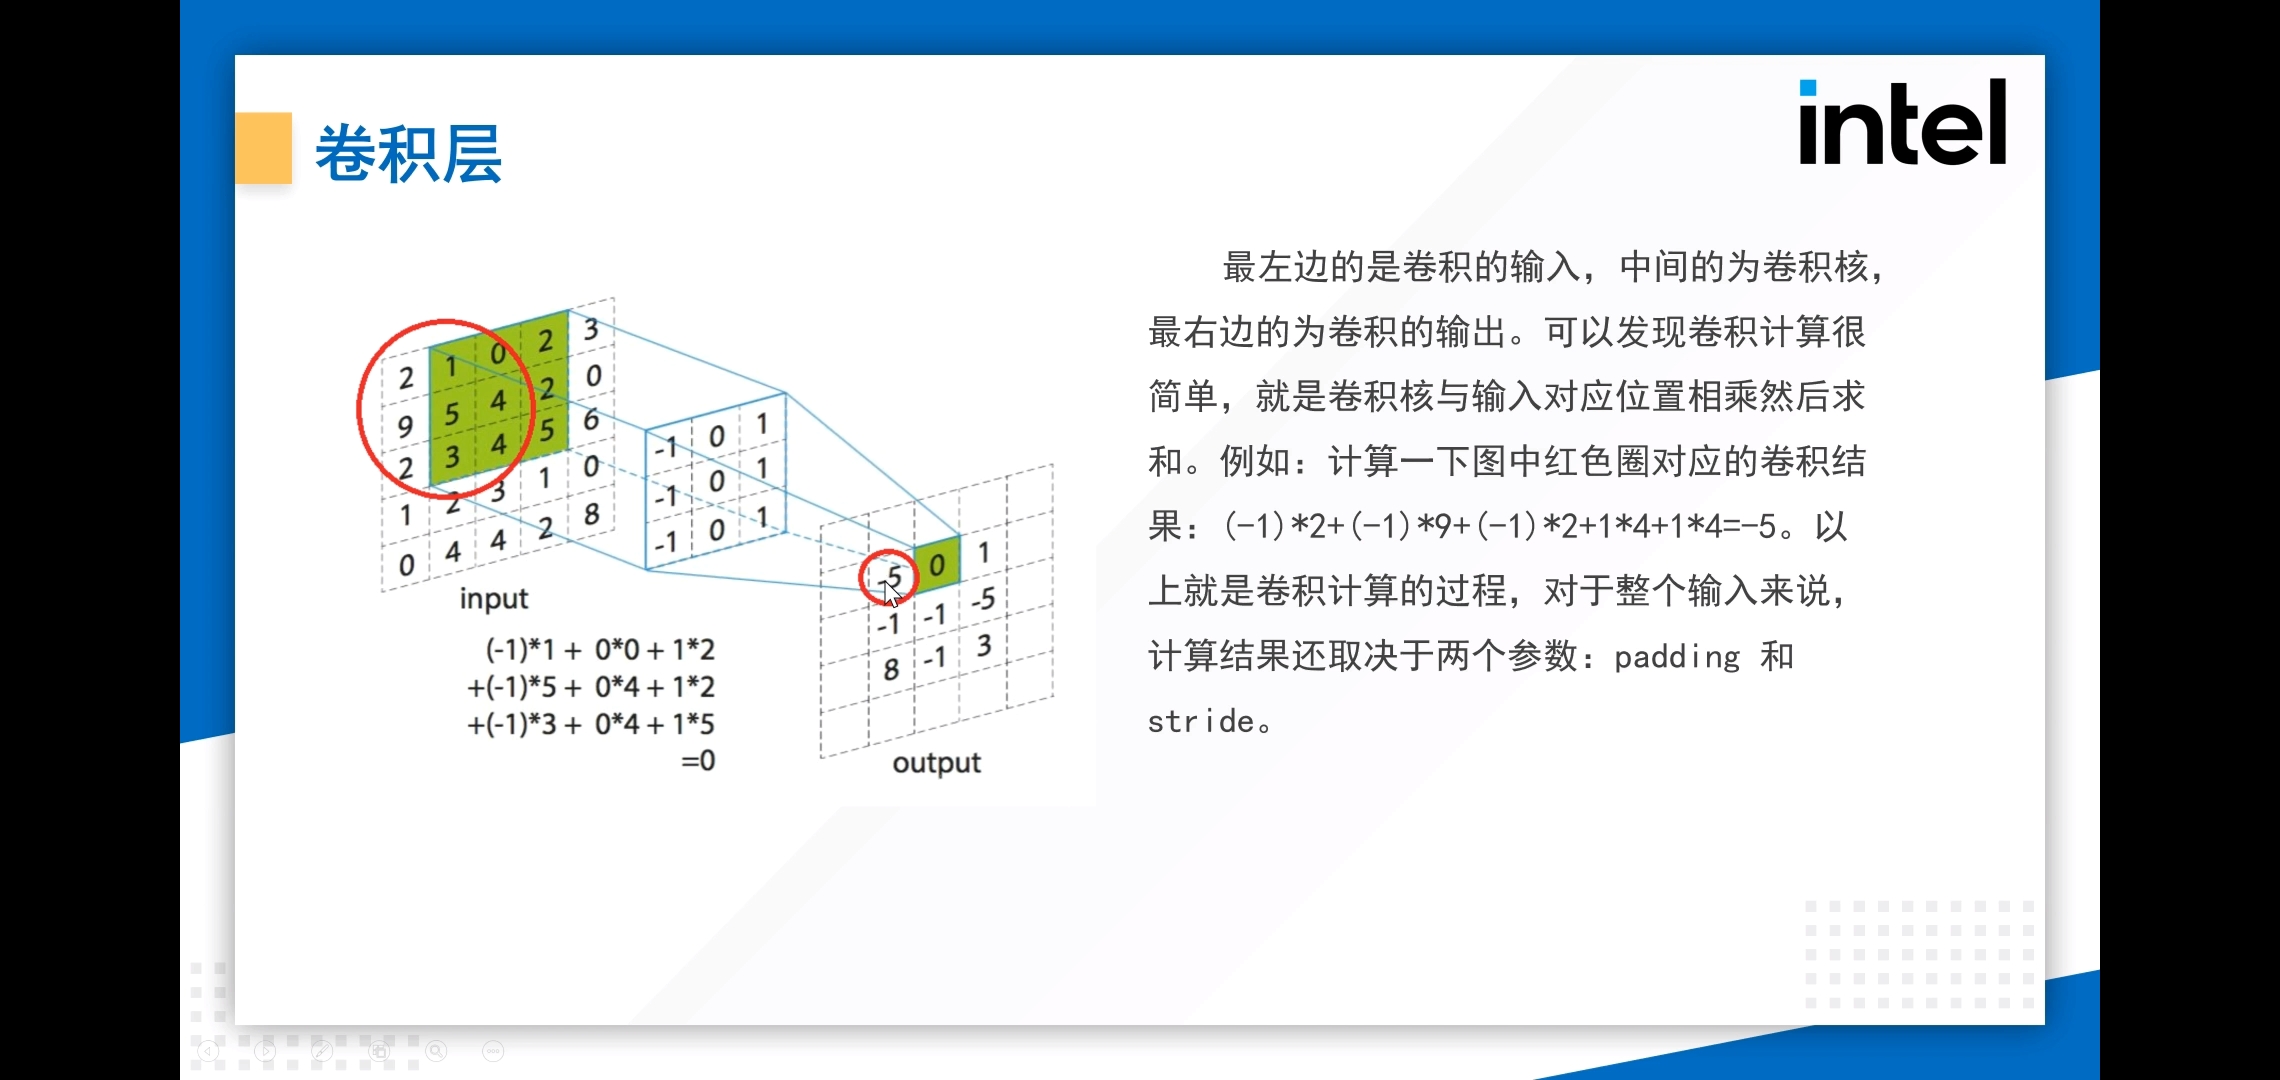 卷积层
intel
最左边的是卷积的输入，中间的为卷积核，
最右边的为卷积的输出。可以发现卷积计算很
简单，就是卷积核与输入对应位置相乘然后求
和。例如：计算一下图中红色圈对应的卷积结
果：(-1)*2+(-1)*9+(-1)*2+1*4+1*4=-5。以
上就是卷积计算的过程，对于整个输入来说，
计算结果还取决于两个参数：padding 和
stride。
2 1 0 2 3
9 5 4 2 0
2 3 4 5 6
1 2 3 1 0
0 4 4 2 8
input
-1 0 1
-1 0 1
-1 0 1
-5 0 1
-1 -1 -5
8 -1 3
output
(-1)*1 + 0*0 + 1*2
+(-1)*5 + 0*4 + 1*2
+(-1)*3 + 0*4 + 1*5
=0